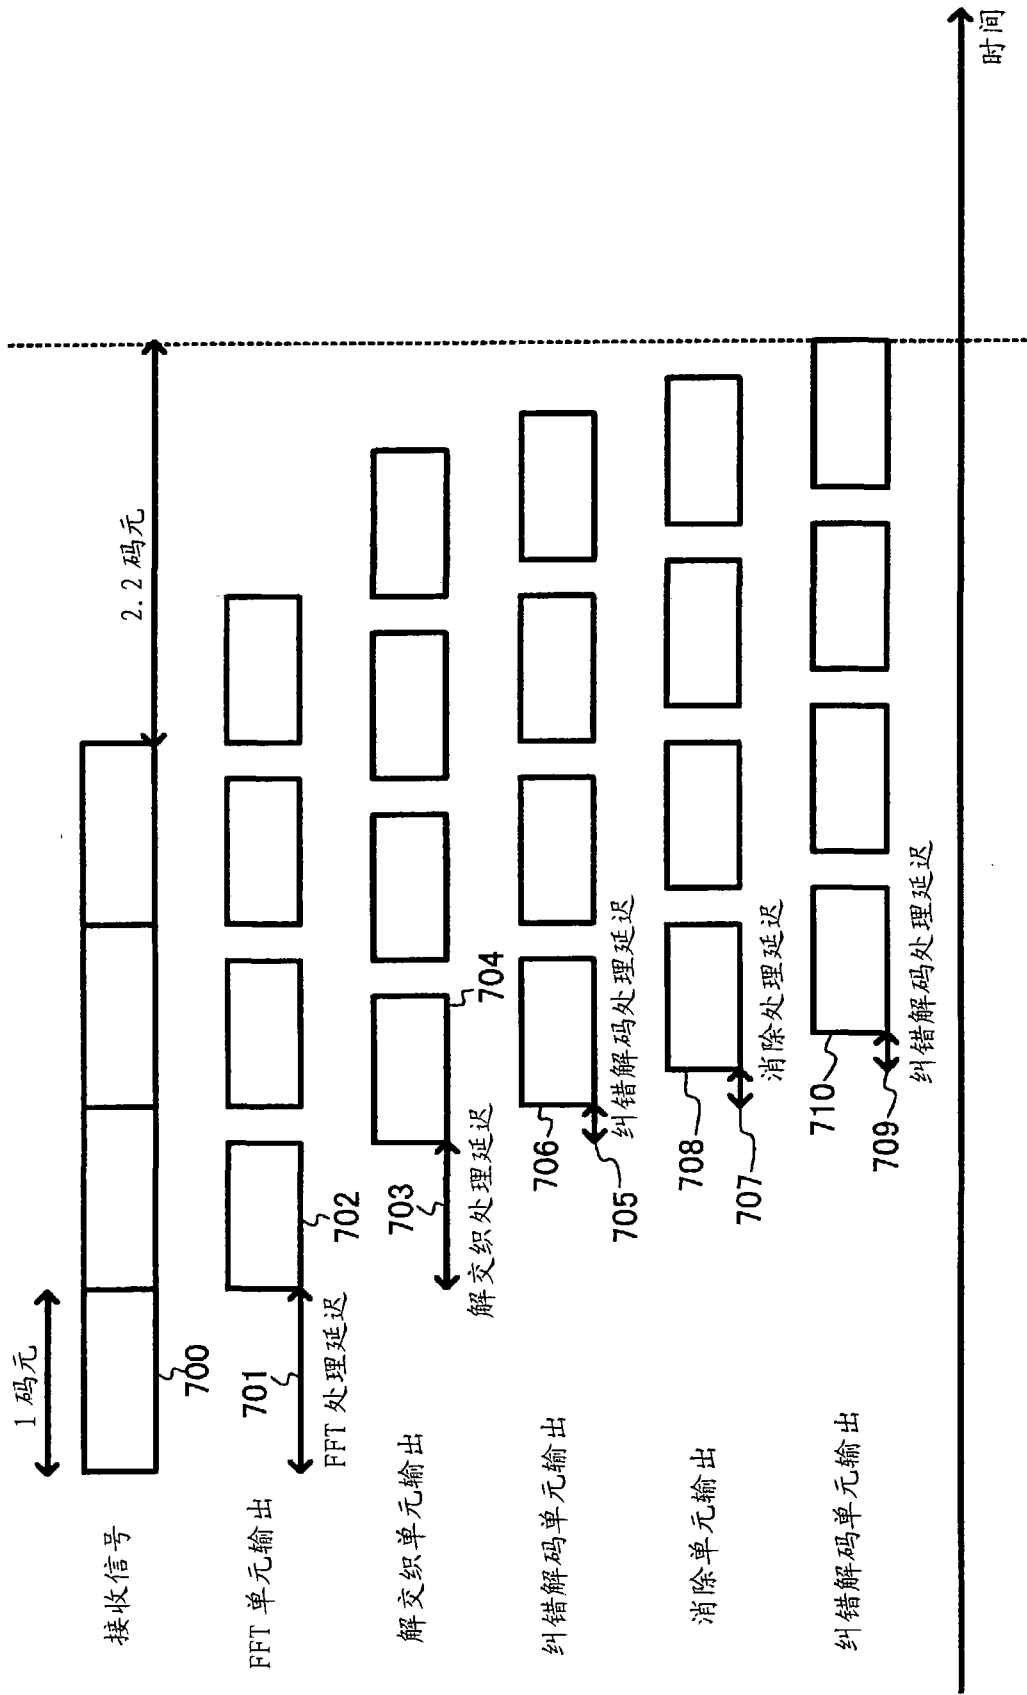 1 码元
2.2 码元
接收信号
700
FFT 单元输出
701
702
FFT 处理延迟
解交织单元输出
703
704
解交织处理延迟
纠错解码单元输出
706
705
纠错解码处理延迟
消除单元输出
708
707
消除处理延迟
纠错解码单元输出
710
709
纠错解码处理延迟
时间